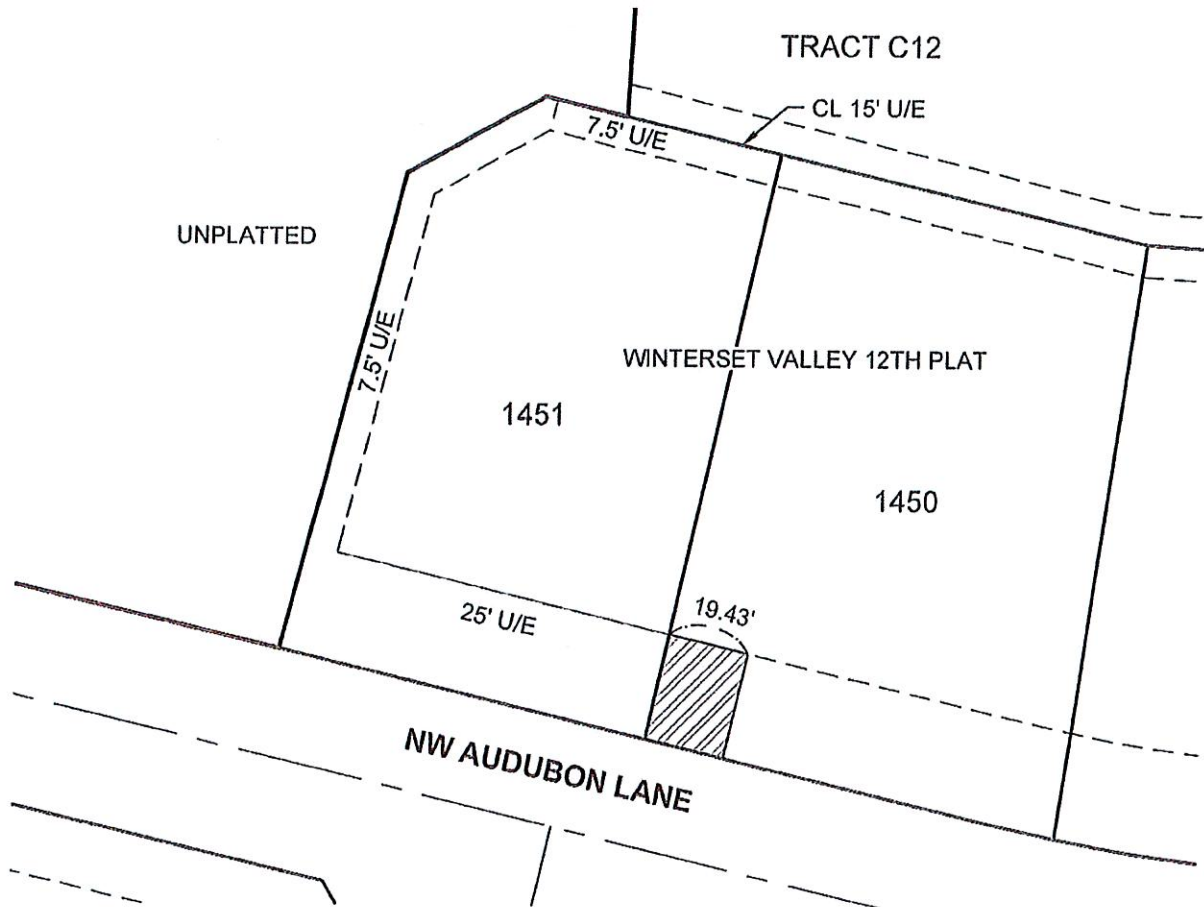 TRACT C12
CL 15' U/E
7.5' U/E
UNPLATTED
7.5' U/E
WINTERSET VALLEY 12TH PLAT
1451
1450
19.43'
25' U/E
NW AUDUBON LANE